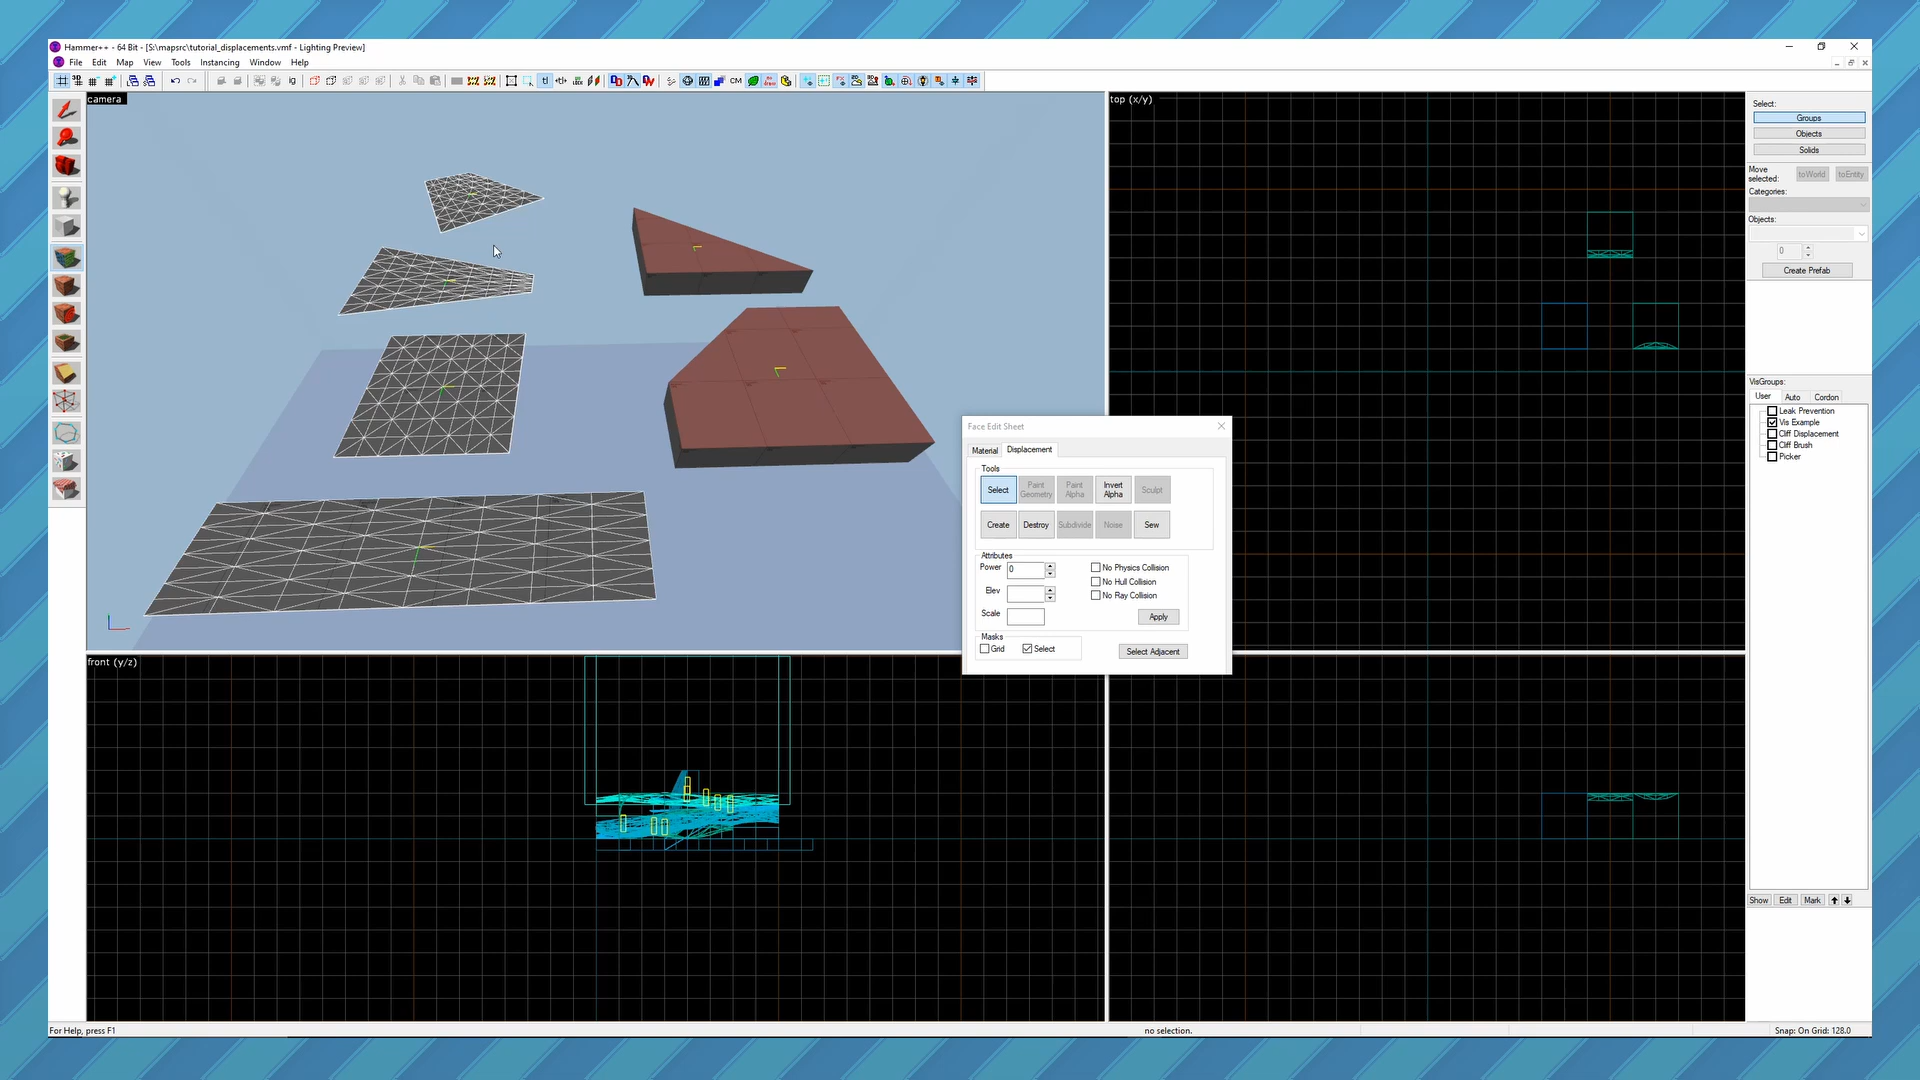 Hammer++ - 64 Bit - [S:\mapsrc\tutorial_displacements.vmf - Lighting Preview]
File Edit Map View Tools Instancing Window Help
camera
top (x/y)
front (y/z)
Select:
Groups
Objects
Solids
Move selected:
toWorld
toEntity
Categories:
Objects:
0
Create Prefab
VisGroups:
User Auto Cordon
Leak Prevention
Vis Example
Cliff Displacement
Cliff Brush
Picker
Show Edit Mark
Face Edit Sheet
Material Displacement
Tools
Select
Paint Geometry
Paint Alpha
Invert Alpha
Sculpt
Create Destroy Subdivide Noise Sew
Attributes
Power 0
Elev
Scale
No Physics Collision
No Hull Collision
No Ray Collision
Apply
Masks
Grid Select
Select Adjacent
For Help, press F1
no selection.
Snap: On Grid: 128.0